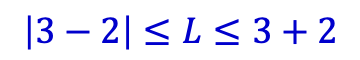 |3 − 2| ≤ L ≤ 3 + 2